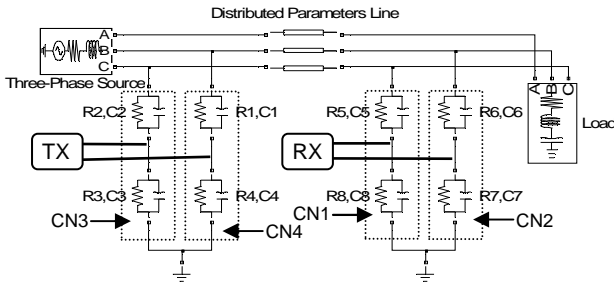 Distributed Parameters Line
A
B
C
Three-Phase Source
A B C
Load
R2,C2
R1,C1
R5,C5
R6,C6
TX
RX
R3,C3
R4,C4
R8,C8
R7,C7
CN3
CN4
CN1
CN2